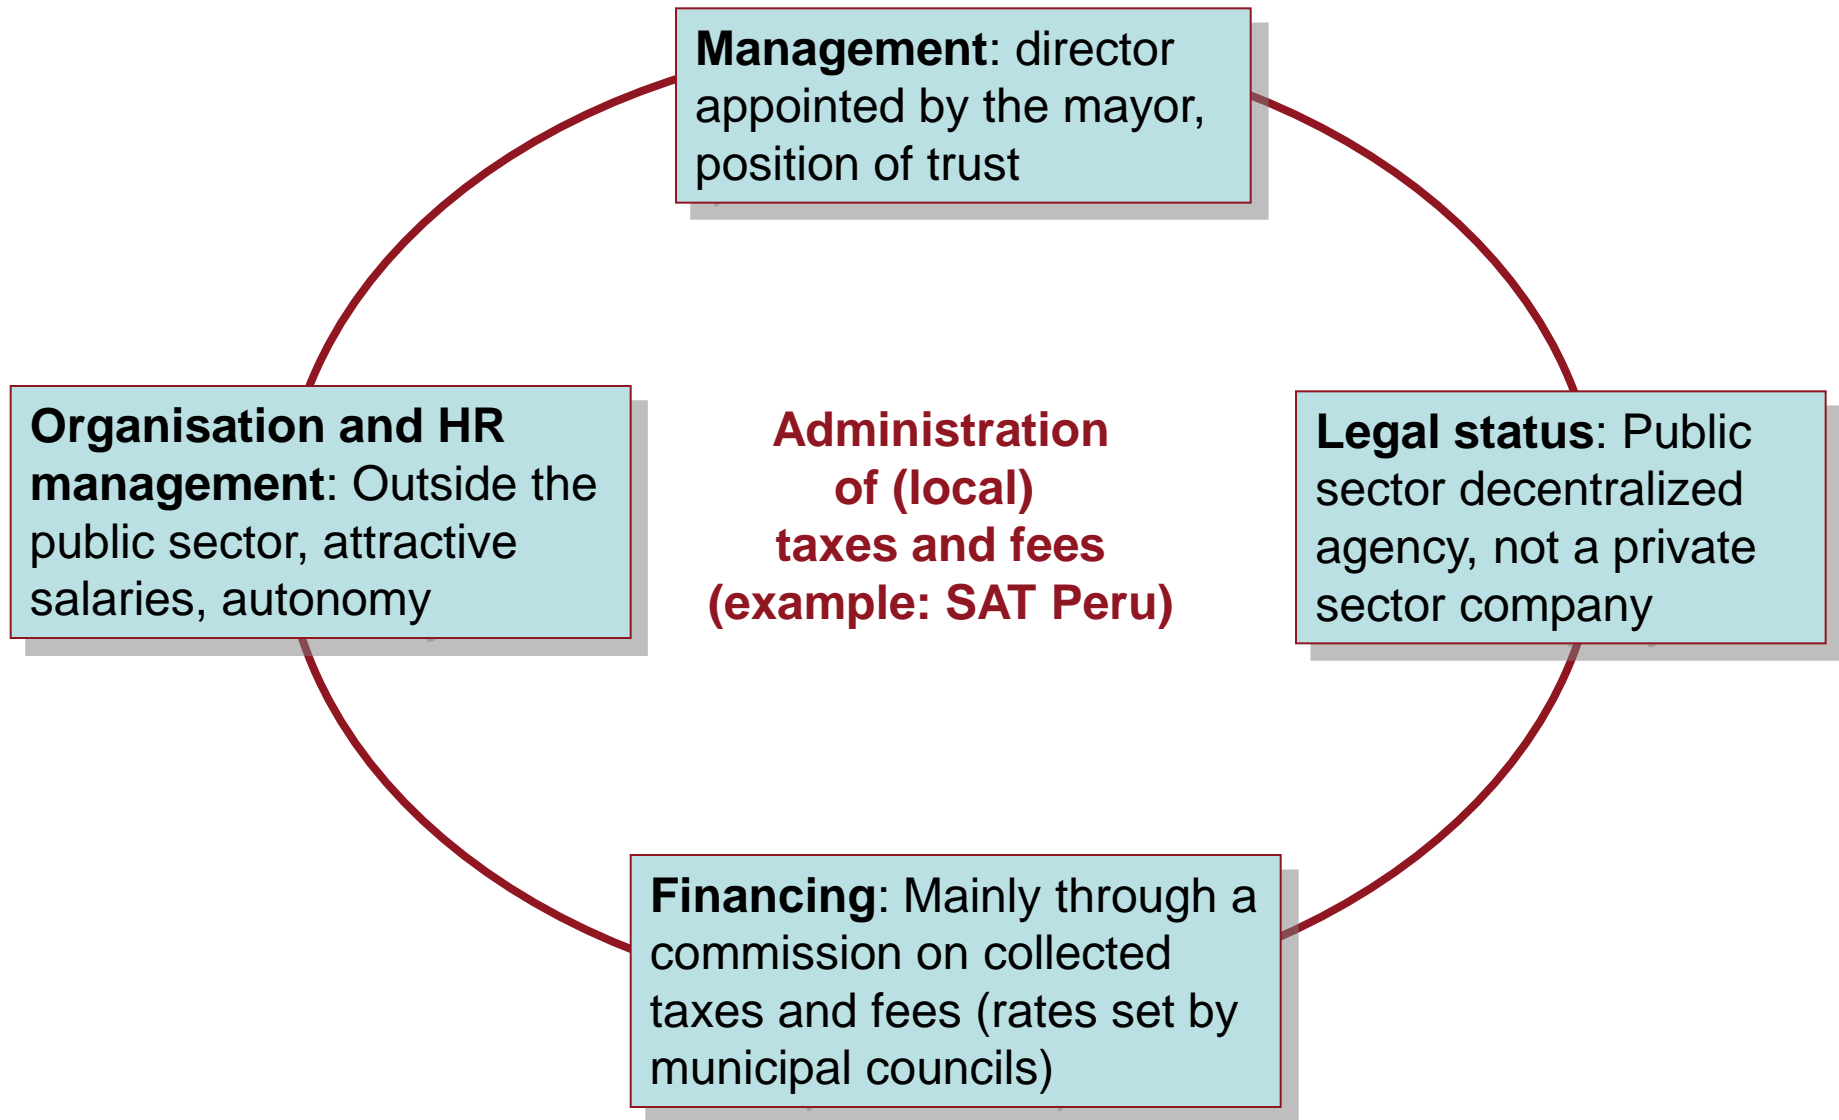 Management: director
appointed by the mayor,
position of trust
Organisation and HR
management: Outside the
public sector, attractive
salaries, autonomy
Administration
of (local)
taxes and fees
(example: SAT Peru)
Legal status: Public
sector decentralized
agency, not a private
sector company
Financing: Mainly through a
commission on collected
taxes and fees (rates set by
municipal councils)